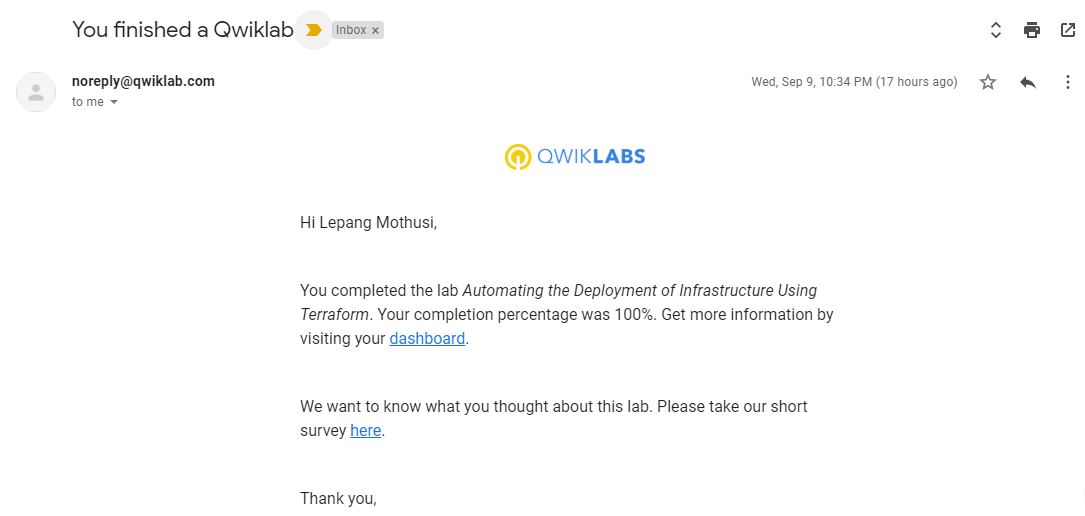 You finished a Qwiklab Inbox ×
noreply@qwiklab.com Wed, Sep 9, 10:34 PM (17 hours ago)
to me
QWIKLABS
Hi Lepang Mothusi,
You completed the lab Automating the Deployment of Infrastructure Using
Terraform. Your completion percentage was 100%. Get more information by
visiting your dashboard.
We want to know what you thought about this lab. Please take our short
survey here.
Thank you,